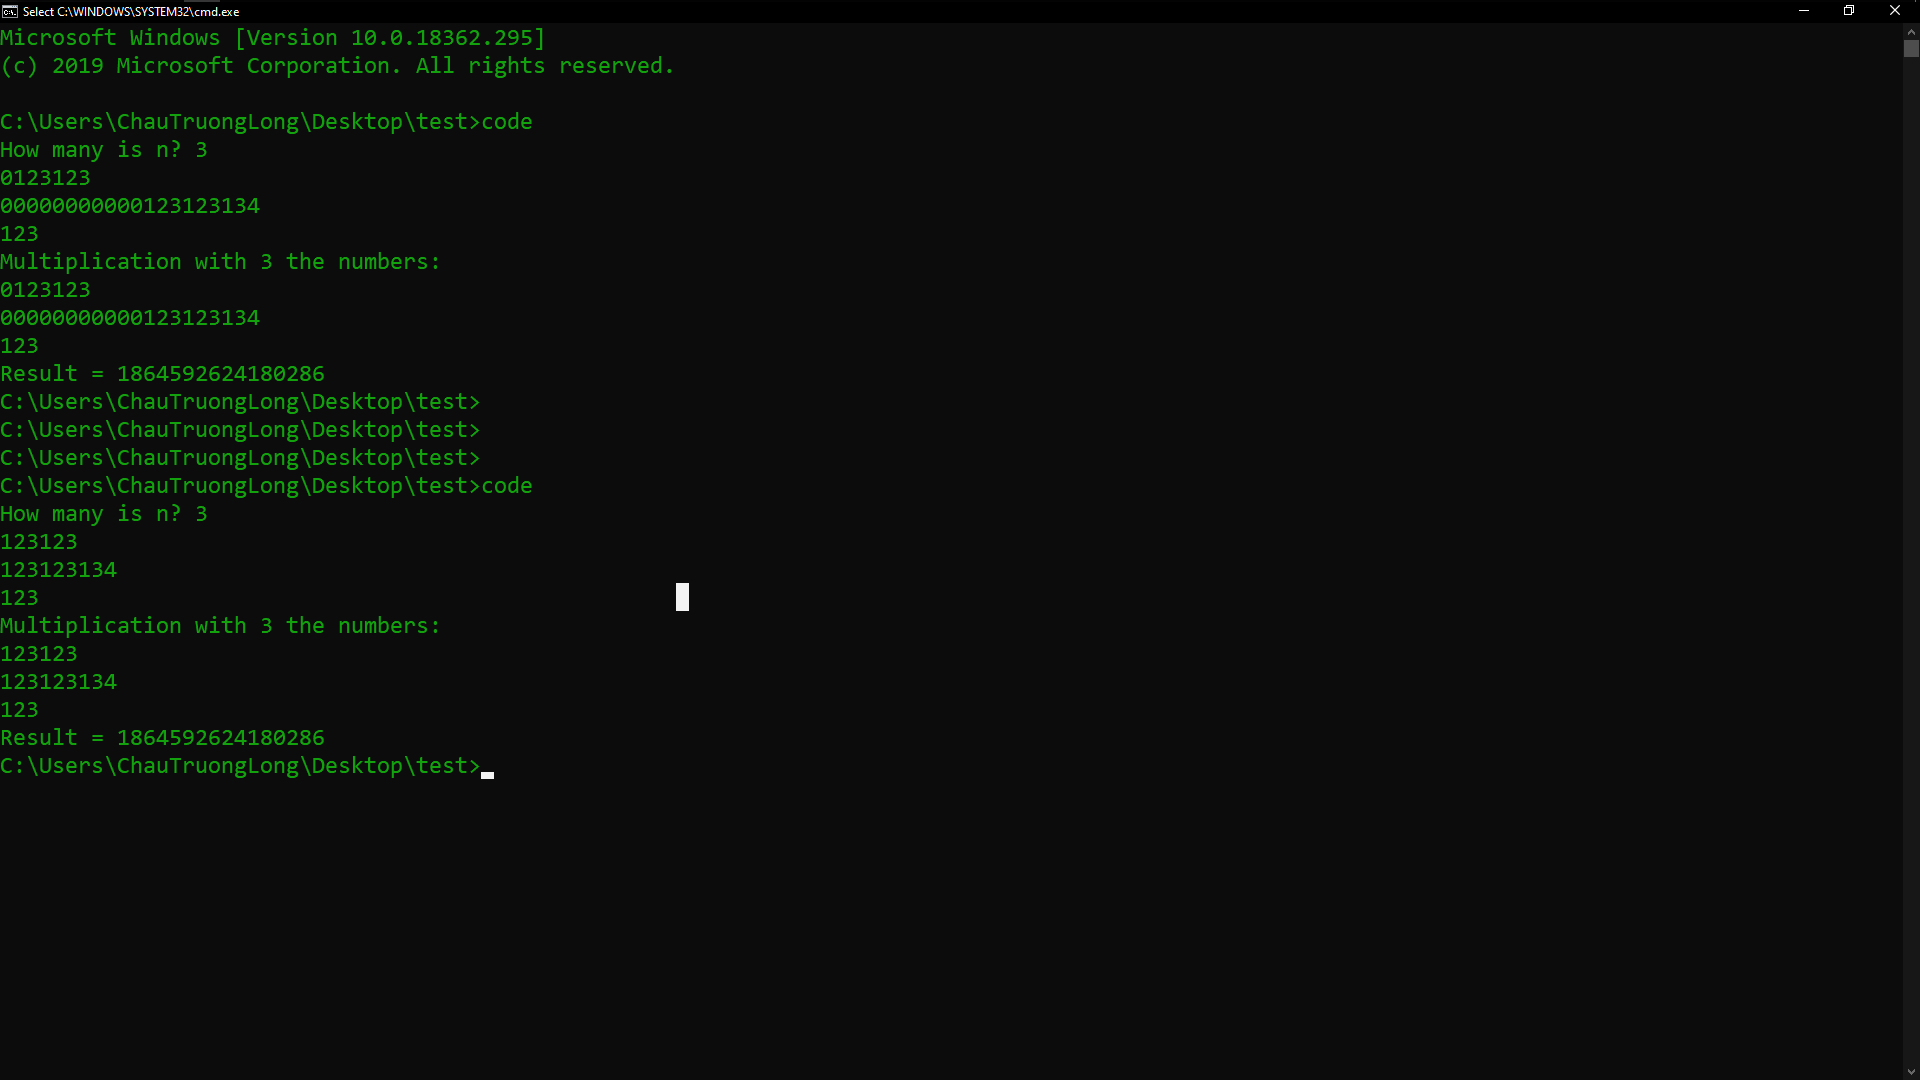 Select C:\WINDOWS\SYSTEM32\cmd.exe
Microsoft Windows [Version 10.0.18362.295]
(c) 2019 Microsoft Corporation. All rights reserved.
C:\Users\ChauTruongLong\Desktop\test>code
How many is n? 3
0123123
00000000000123123134
123
Multiplication with 3 the numbers:
0123123
00000000000123123134
123
Result = 1864592624180286
C:\Users\ChauTruongLong\Desktop\test>
C:\Users\ChauTruongLong\Desktop\test>
C:\Users\ChauTruongLong\Desktop\test>
C:\Users\ChauTruongLong\Desktop\test>code
How many is n? 3
123123
123123134
123
Multiplication with 3 the numbers:
123123
123123134
123
Result = 1864592624180286
C:\Users\ChauTruongLong\Desktop\test>